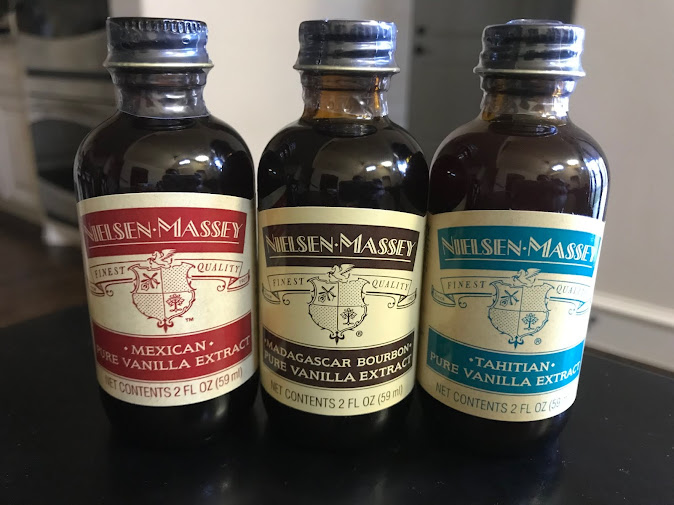 NIELSEN·MASSEY
FINEST QUALITY
™
·MEXICAN·
PURE VANILLA EXTRACT
NET CONTENTS 2 FL OZ (59 ml)
NIELSEN·MASSEY
FINEST QUALITY
®
·MADAGASCAR BOURBON·
PURE VANILLA EXTRACT
NET CONTENTS 2 FL OZ (59 ml)
NIELSEN·MASSEY
FINEST QUALITY
®
·TAHITIAN·
PURE VANILLA EXTRACT
NET CONTENTS 2 FL OZ (59